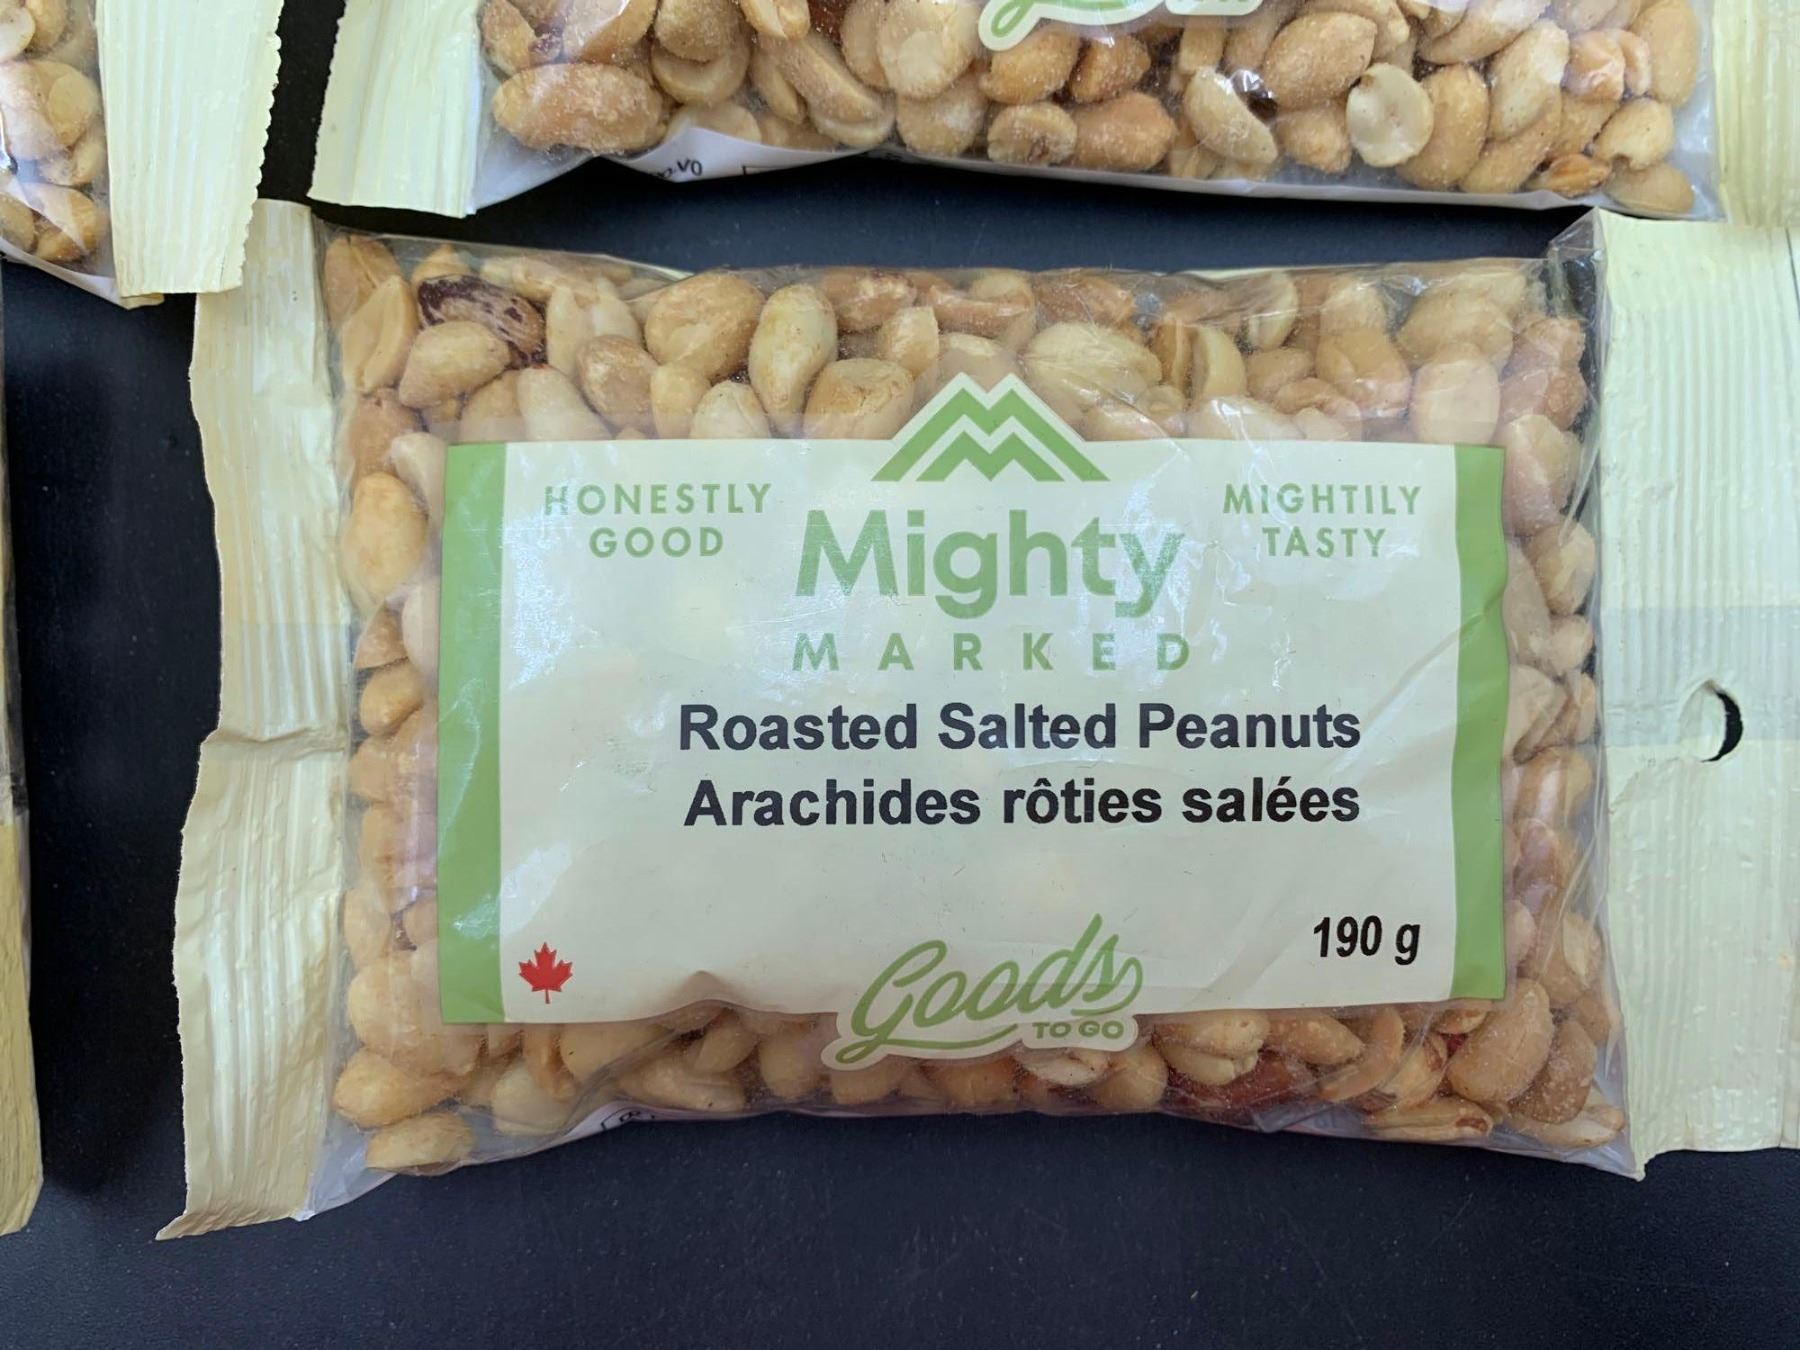 HONESTLY
GOOD
Mighty
MARKED
MIGHTILY
TASTY
Roasted Salted Peanuts
Arachides rôties salées
190 g
Goods
TO GO